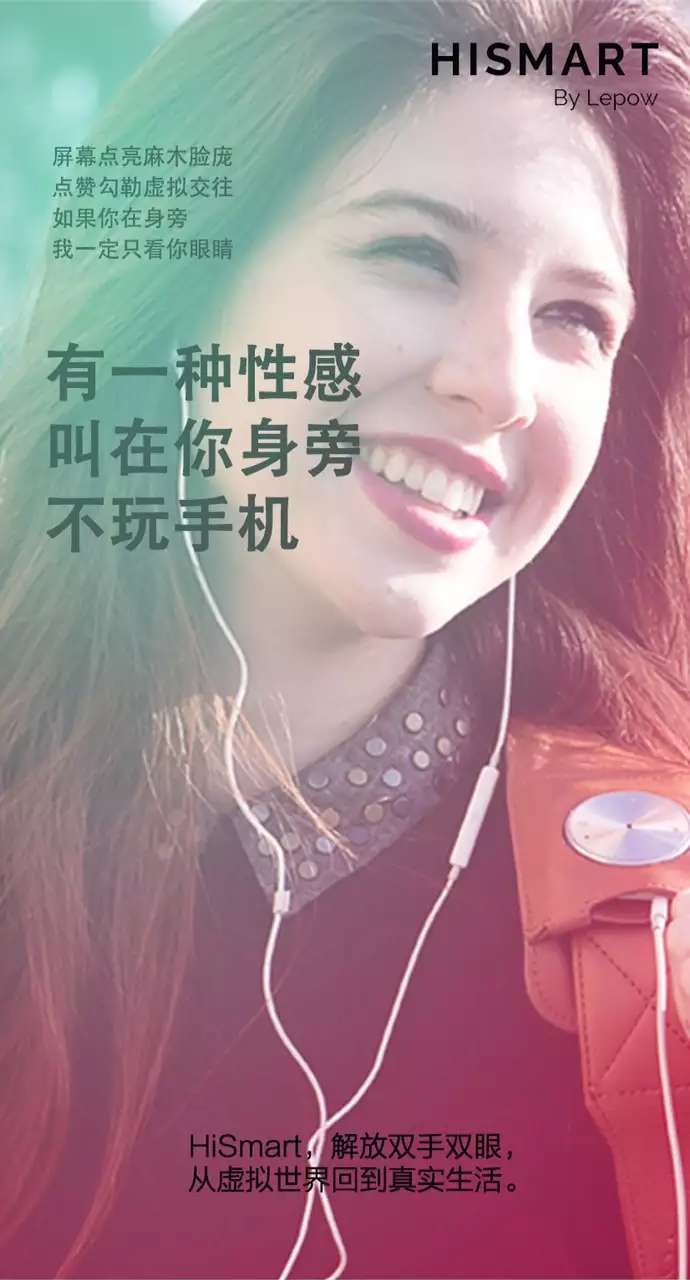 HISMART
By Lepow
屏幕点亮麻木脸庞
点赞勾勒虚拟交往
如果你在身旁
我一定只看你眼睛
有一种性感
叫在你身旁
不玩手机
HiSmart，解放双手双眼，
从虚拟世界回到真实生活。